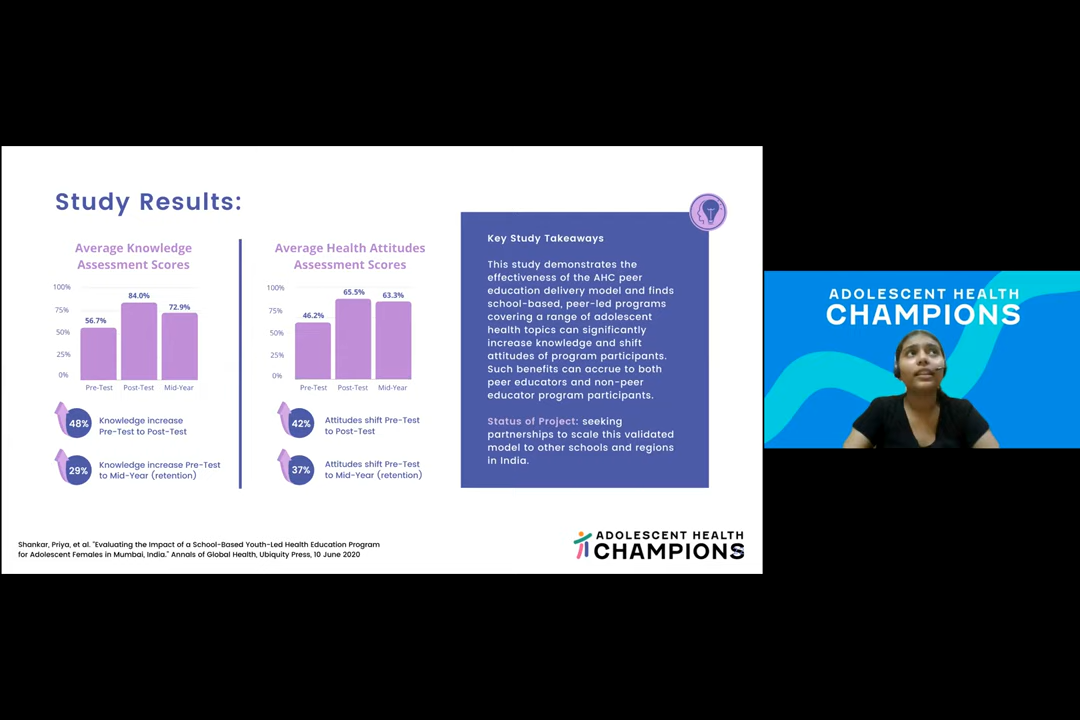 Study Results:
Average Knowledge
Assessment Scores
100%
75%
50%
25%
0%
56.7%
84.0%
72.9%
Pre-Test
Post-Test
Mid-Year
48%
Knowledge increase
Pre-Test to Post-Test
29%
Knowledge increase Pre-Test
to Mid-Year (retention)
Average Health Attitudes
Assessment Scores
100%
75%
50%
25%
0%
46.2%
65.5%
63.3%
Pre-Test
Post-Test
Mid-Year
42%
Attitudes shift Pre-Test
to Post-Test
37%
Attitudes shift Pre-Test
to Mid-Year (retention)
Key Study Takeaways
This study demonstrates the
effectiveness of the AHC peer
education delivery model and finds
school-based, peer-led programs
covering a range of adolescent
health topics can significantly
increase knowledge and shift
attitudes of program participants.
Such benefits can accrue to both
peer educators and non-peer
educator program participants.
Status of Project: seeking
partnerships to scale this validated
model to other schools and regions
in India.
Shankar, Priya, et al. "Evaluating the Impact of a School-Based Youth-Led Health Education Program
for Adolescent Females in Mumbai, India." Annals of Global Health, Ubiquity Press, 10 June 2020
ADOLESCENT HEALTH
CHAMPIONS
ADOLESCENT HEALTH
CHAMPIONS